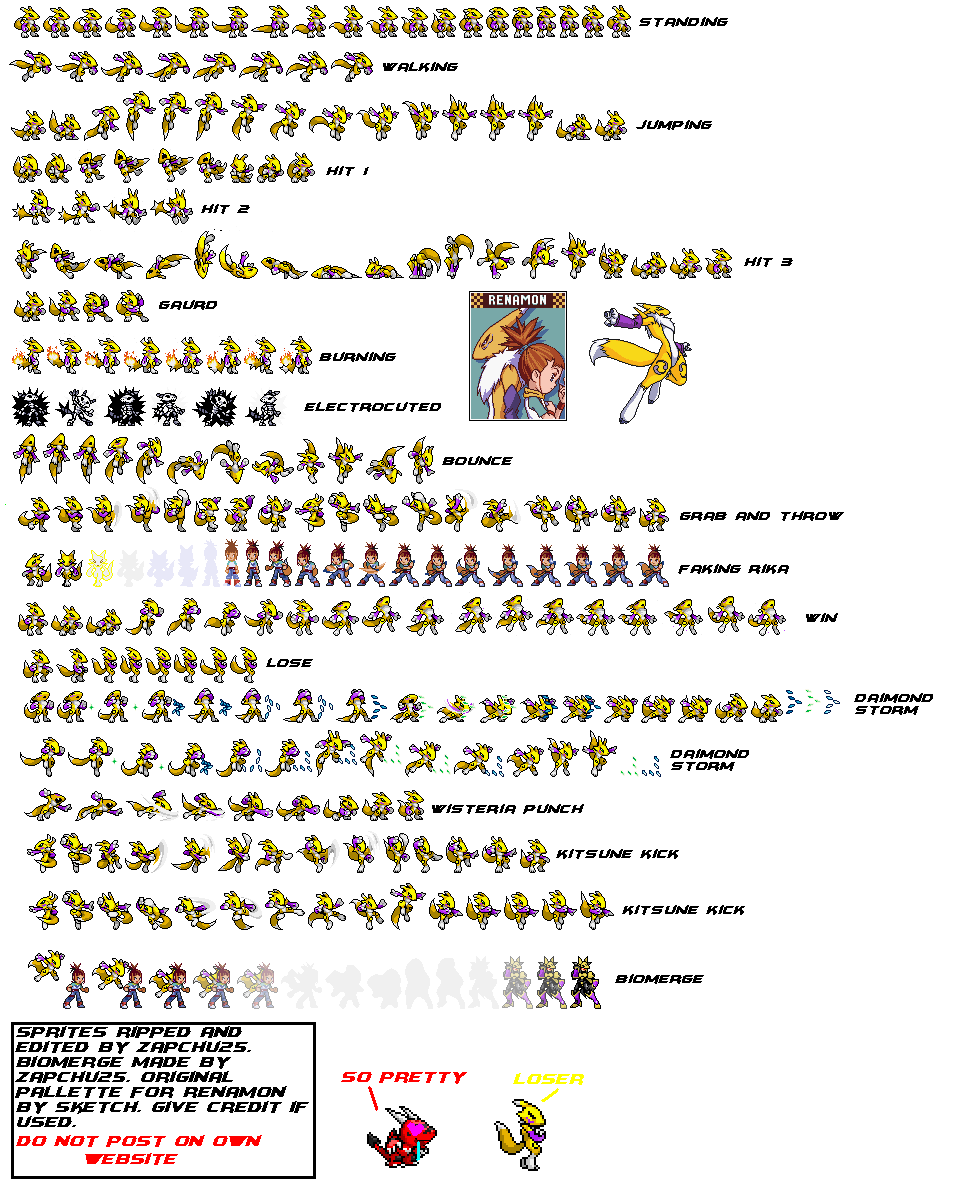 STANDING
WALKING
JUMPING
HIT 1
HIT 2
HIT 3
GAURD
RENAMON
BURNING
ELECTROCUTED
BOUNCE
GRAB AND THROW
FAKING RIKA
WIN
LOSE
DAIMOND
STORM
DAIMOND
STORM
WISTERIA PUNCH
KITSUNE KICK
KITSUNE KICK
BIOMERGE
SPRITES RIPPED AND
EDITED BY ZAPCHU25.
BIOMERGE MADE BY
ZAPCHU25. ORIGINAL
PALLETTE FOR RENAMON
BY SKETCH. GIVE CREDIT IF
USED.
DO NOT POST ON OWN
WEBSITE
SO PRETTY
LOSER